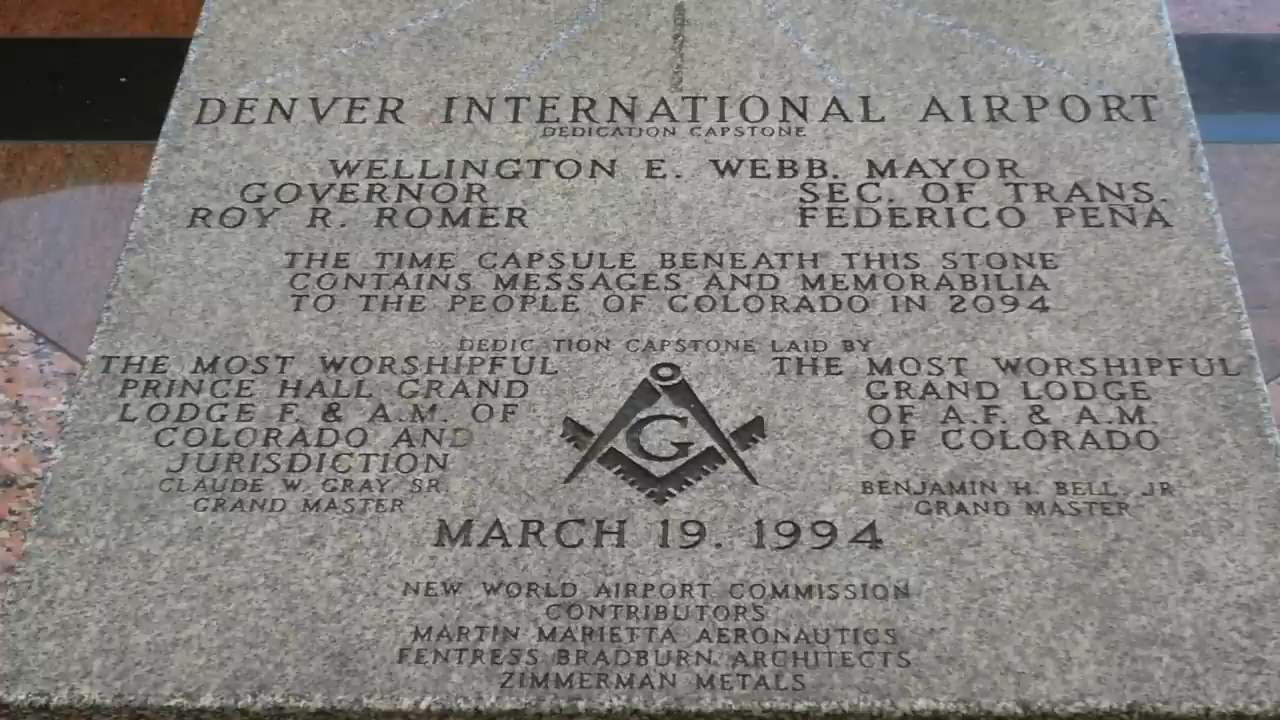 DENVER INTERNATIONAL AIRPORT
DEDICATION CAPSTONE
WELLINGTON E. WEBB, MAYOR
GOVERNOR
ROY R. ROMER
SEC. OF TRANS.
FEDERICO PEÑA
THE TIME CAPSULE BENEATH THIS STONE
CONTAINS MESSAGES AND MEMORABILIA
TO THE PEOPLE OF COLORADO IN 2094
DEDICATION CAPSTONE LAID BY
THE MOST WORSHIPFUL
PRINCE HALL GRAND
LODGE F. & A.M. OF
COLORADO AND
JURISDICTION
CLAUDE W. GRAY, SR.
GRAND MASTER
G
THE MOST WORSHIPFUL
GRAND LODGE
OF A.F. & A.M.
OF COLORADO
BENJAMIN H. BELL, JR
GRAND MASTER
MARCH 19, 1994
NEW WORLD AIRPORT COMMISSION
CONTRIBUTORS
MARTIN MARIETTA AERONAUTICS
FENTRESS BRADBURN ARCHITECTS
ZIMMERMAN METALS